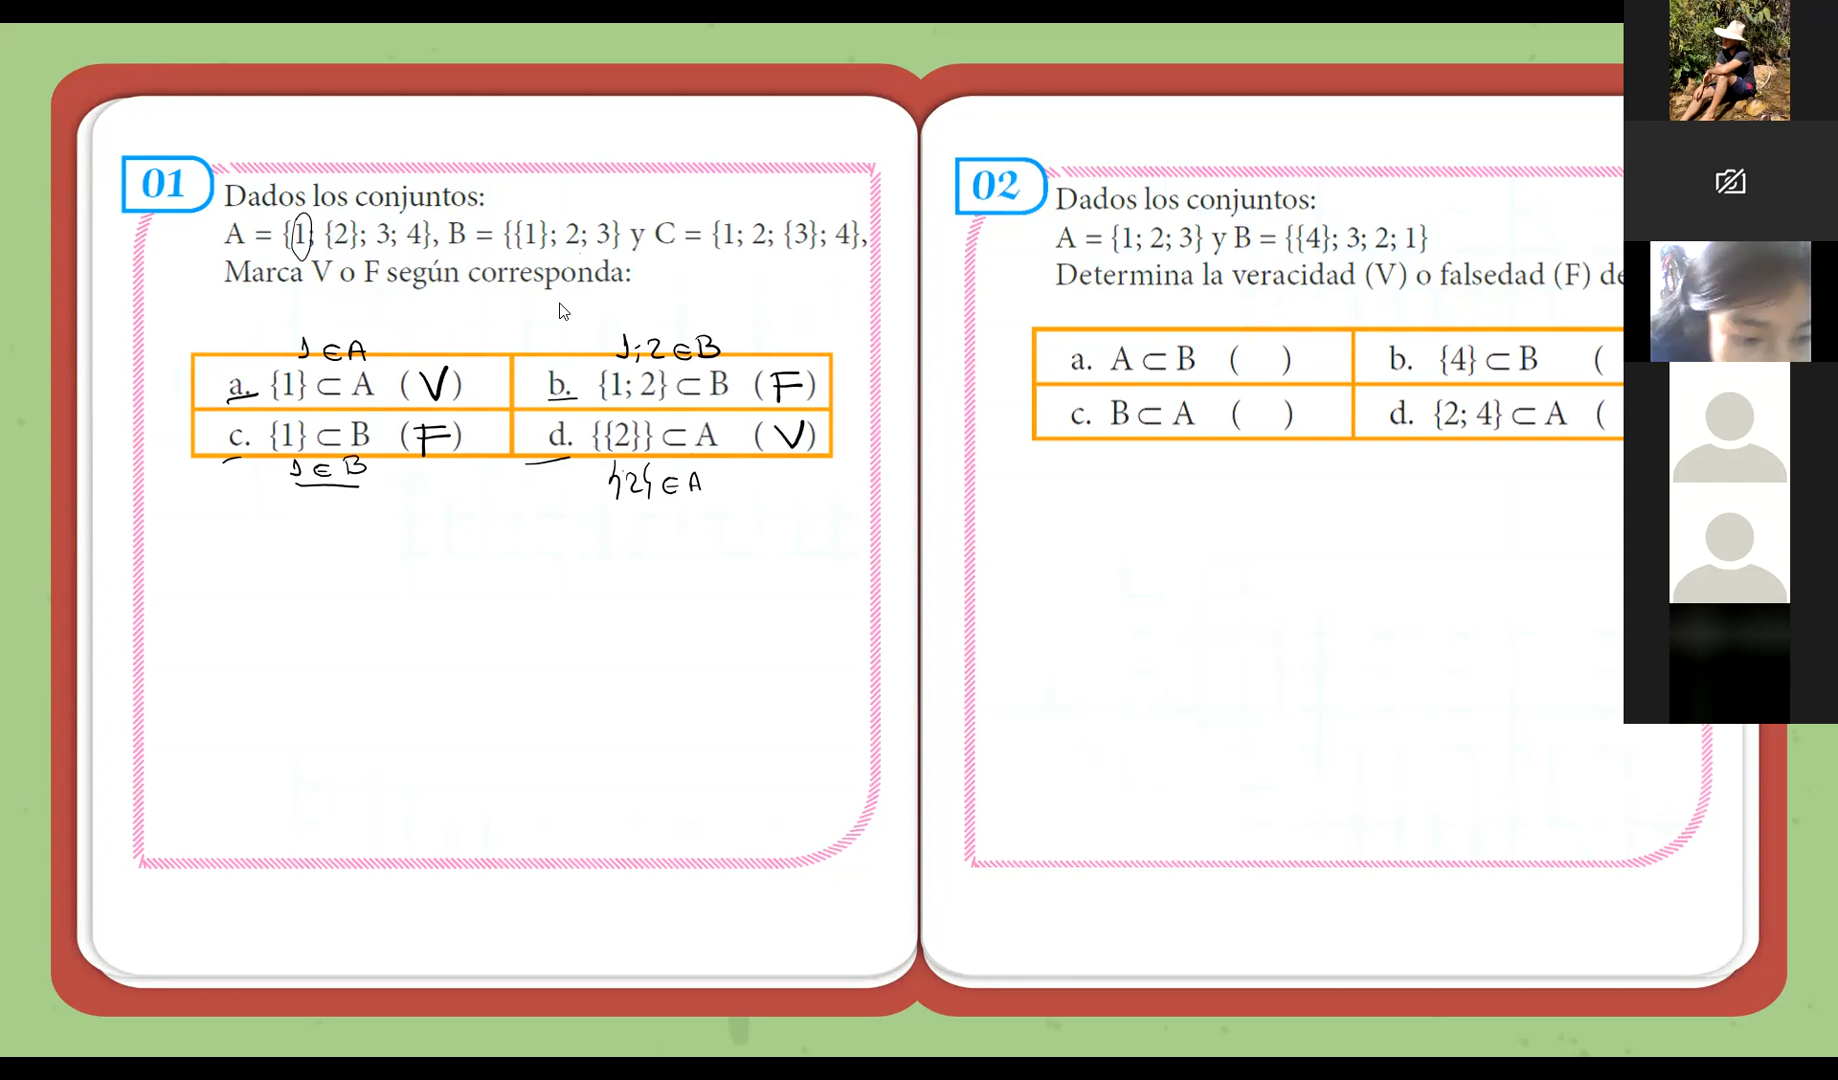 01
Dados los conjuntos:
A = {1; {2}; 3; 4}, B = {{1}; 2; 3} y C = {1; 2; {3}; 4},
Marca V o F según corresponda:
1 ∈ A
1; 2 ∈ B
a. {1} ⊂ A (V)
b. {1; 2} ⊂ B (F)
c. {1} ⊂ B (F)
d. {{2}} ⊂ A (V)
1 ∈ B
{2} ∈ A
02
Dados los conjuntos:
A = {1; 2; 3} y B = {{4}; 3; 2; 1}
Determina la veracidad (V) o falsedad (F) de
a. A ⊂ B ( )
b. {4} ⊂ B (
c. B ⊂ A ( )
d. {2; 4} ⊂ A (